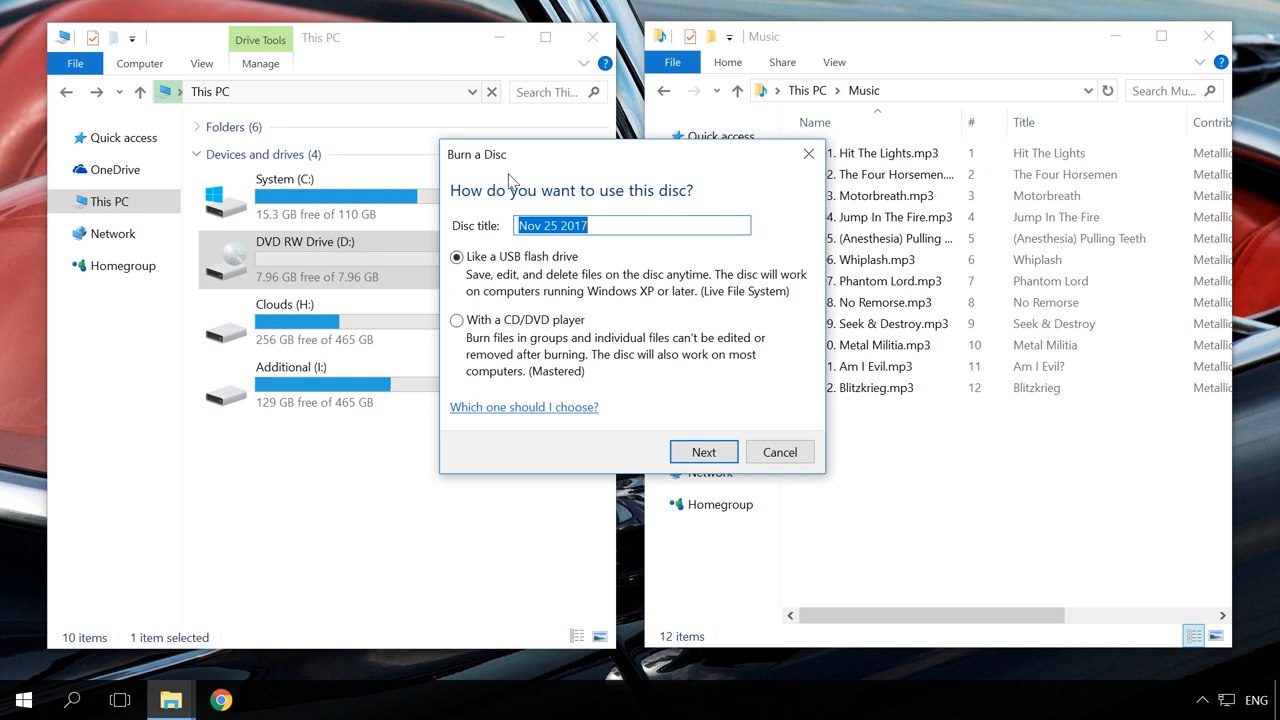 Drive Tools
This PC
File
Computer
View
Manage
This PC
Search Thi...
Quick access
OneDrive
This PC
Network
Homegroup
Folders (6)
Devices and drives (4)
System (C:)
15.3 GB free of 110 GB
DVD RW Drive (D:)
7.96 GB free of 7.96 GB
Clouds (H:)
256 GB free of 465 GB
Additional (I:)
129 GB free of 465 GB
10 items
1 item selected
Burn a Disc
How do you want to use this disc?
Disc title:
Nov 25 2017
Like a USB flash drive
Save, edit, and delete files on the disc anytime. The disc will work
on computers running Windows XP or later. (Live File System)
With a CD/DVD player
Burn files in groups and individual files can't be edited or
removed after burning. The disc will also work on most
computers. (Mastered)
Which one should I choose?
Next
Cancel
Music
File
Home
Share
View
This PC
Music
Search Mu...
Quick access
Network
Homegroup
Name
#
Title
Contrib
1. Hit The Lights.mp3 1 Hit The Lights Metallic
2. The Four Horsemen.... 2 The Four Horsemen Metallic
3. Motorbreath.mp3 3 Motorbreath Metallic
4. Jump In The Fire.mp3 4 Jump In The Fire Metallic
5. (Anesthesia) Pulling ... 5 (Anesthesia) Pulling Teeth Metallic
6. Whiplash.mp3 6 Whiplash Metallic
7. Phantom Lord.mp3 7 Phantom Lord Metallic
8. No Remorse.mp3 8 No Remorse Metallic
9. Seek & Destroy.mp3 9 Seek & Destroy Metallic
0. Metal Militia.mp3 10 Metal Militia Metallic
1. Am I Evil.mp3 11 Am I Evil? Metallic
2. Blitzkrieg.mp3 12 Blitzkrieg Metallic
12 items
ENG